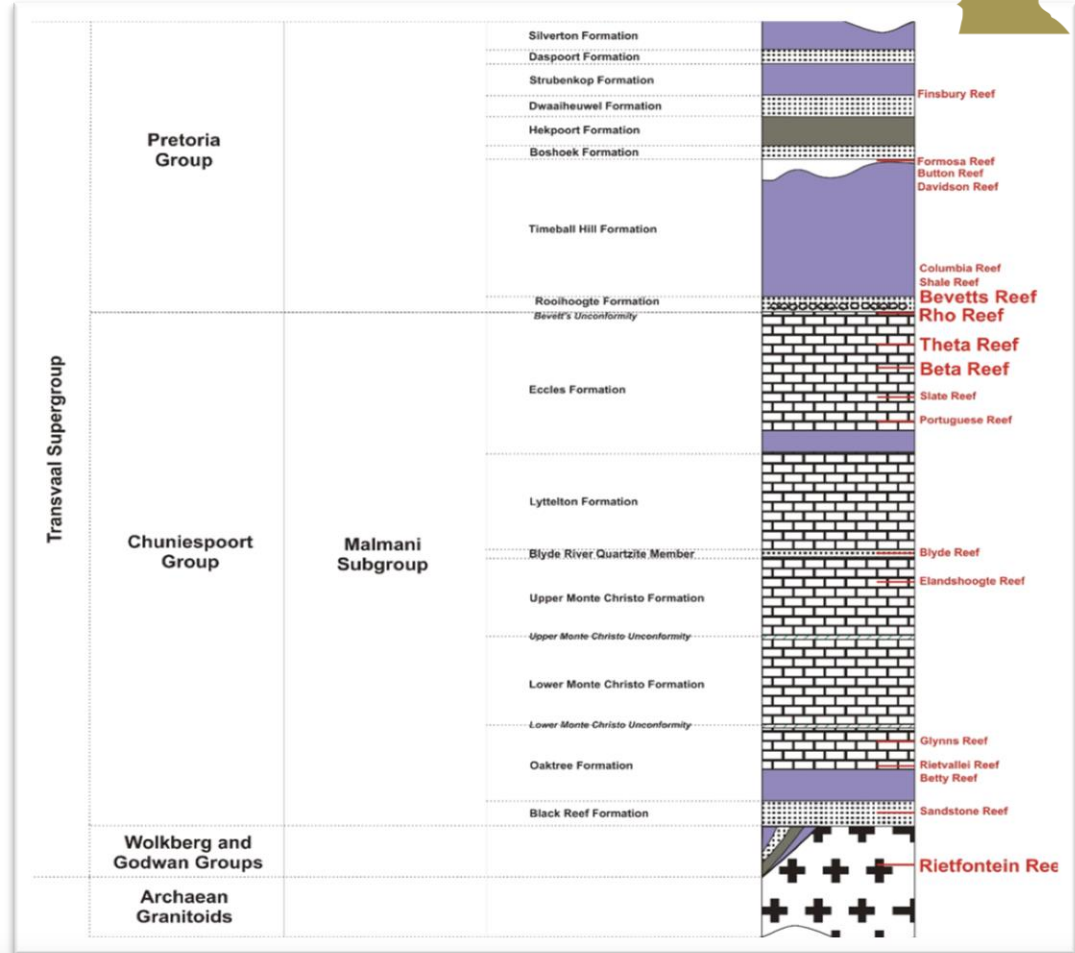 Transvaal Supergroup
Pretoria
Group
Chuniespoort
Group
Wolkberg and
Godwan Groups
Archaean
Granitoids
Malmani
Subgroup
Silverton Formation
Daspoort Formation
Strubenkop Formation
Dwaaiheuwel Formation
Hekpoort Formation
Boshoek Formation
Timeball Hill Formation
Rooihoogte Formation
Bevett's Unconformity
Eccles Formation
Lyttelton Formation
Blyde River Quartzite Member
Upper Monte Christo Formation
Upper Monte Christo Unconformity
Lower Monte Christo Formation
Lower Monte Christo Unconformity
Oaktree Formation
Black Reef Formation
Finsbury Reef
Formosa Reef
Button Reef
Davidson Reef
Columbia Reef
Shale Reef
Bevetts Reef
Rho Reef
Theta Reef
Beta Reef
Slate Reef
Portuguese Reef
Blyde Reef
Elandshoogte Reef
Glynns Reef
Rietvallei Reef
Betty Reef
Sandstone Reef
Rietfontein Ree